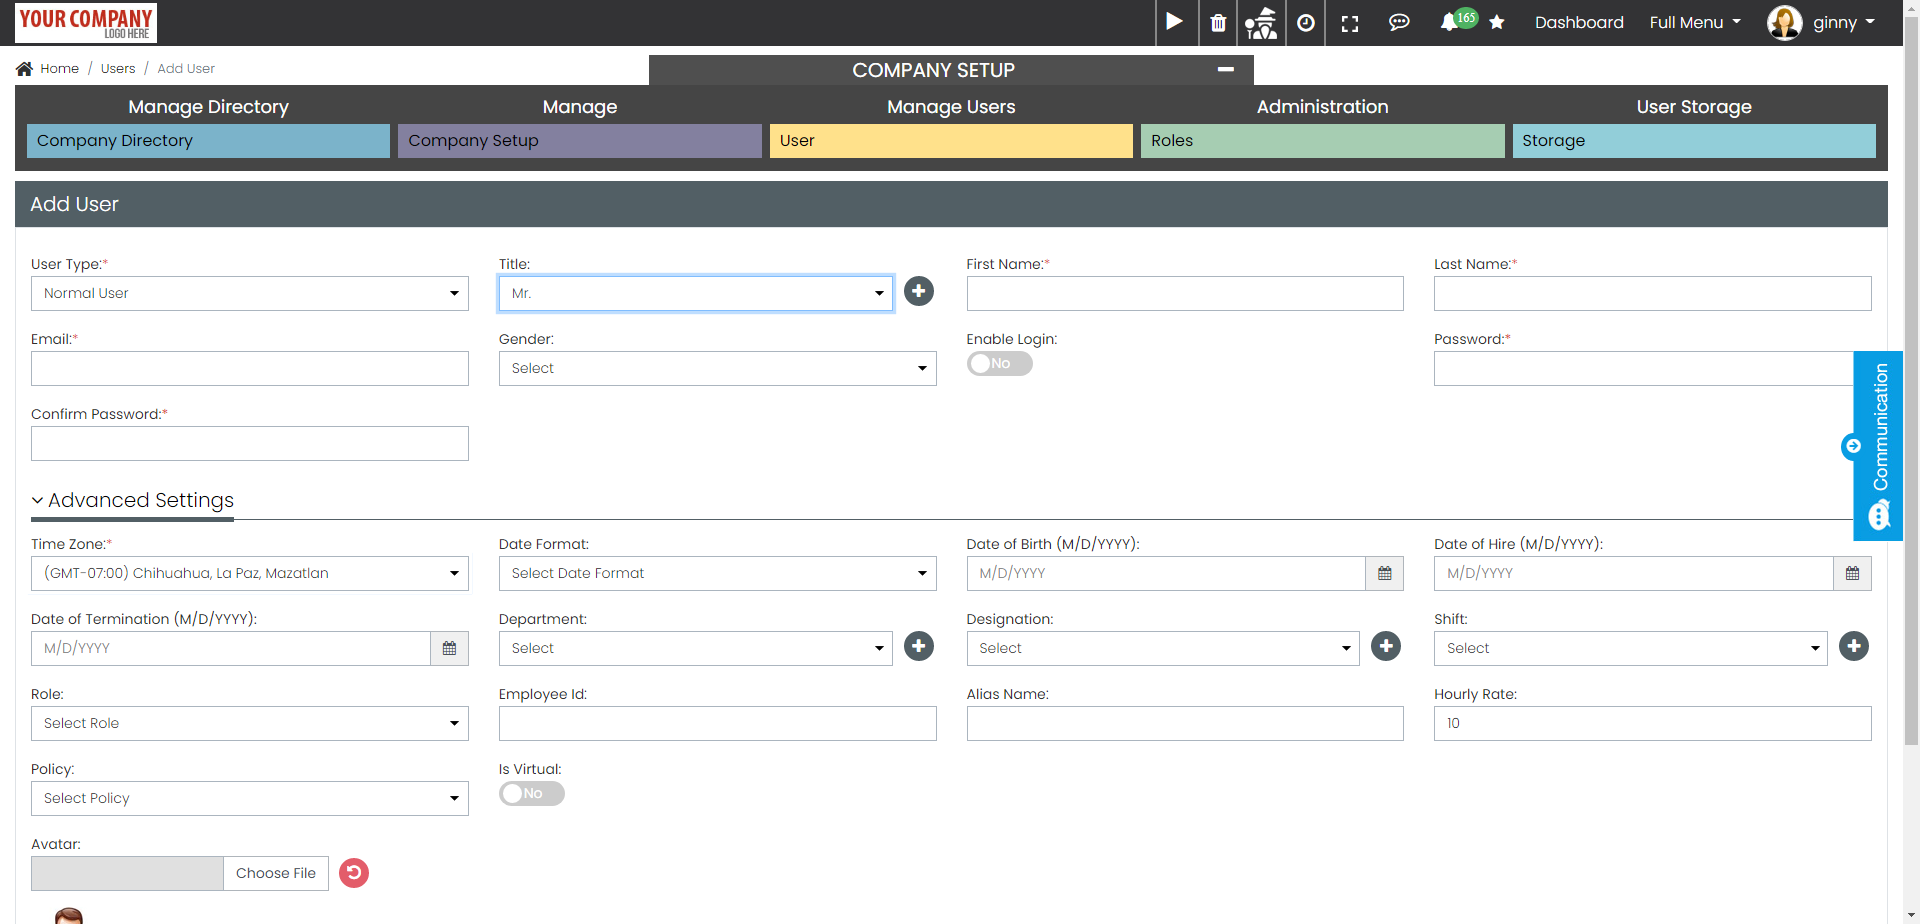 YOUR COMPANY
LOGO HERE
165
Dashboard
Full Menu
ginny
Home / Users / Add User
COMPANY SETUP
Manage Directory
Manage
Manage Users
Administration
User Storage
Company Directory
Company Setup
User
Roles
Storage
Add User
User Type:*
Title:
First Name:*
Last Name:*
Normal User
Mr.
Email:*
Gender:
Enable Login:
Password:*
Select
No
Confirm Password:*
Communication
Advanced Settings
Time Zone:*
Date Format:
Date of Birth (M/D/YYYY):
Date of Hire (M/D/YYYY):
(GMT-07:00) Chihuahua, La Paz, Mazatlan
Select Date Format
M/D/YYYY
M/D/YYYY
Date of Termination (M/D/YYYY):
Department:
Designation:
Shift:
M/D/YYYY
Select
Select
Select
Role:
Employee Id:
Alias Name:
Hourly Rate:
Select Role
10
Policy:
Is Virtual:
Select Policy
No
Avatar:
Choose File